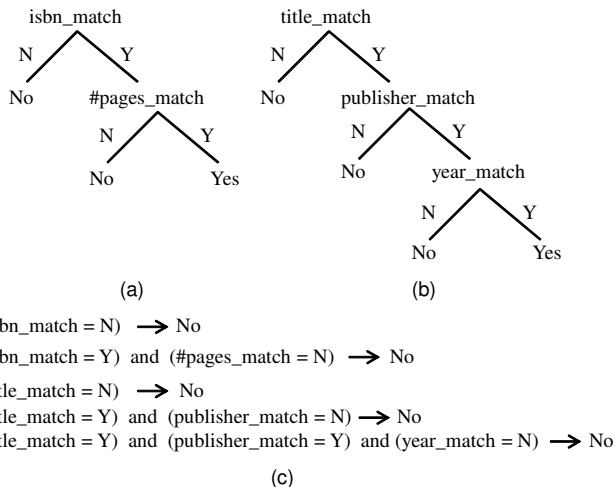 isbn_match
N Y
No #pages_match
N Y
No Yes
(a)
title_match
N Y
No publisher_match
N Y
No year_match
N Y
No Yes
(b)
bn_match = N) → No
bn_match = Y) and (#pages_match = N) → No
tle_match = N) → No
tle_match = Y) and (publisher_match = N) → No
tle_match = Y) and (publisher_match = Y) and (year_match = N) → No
(c)